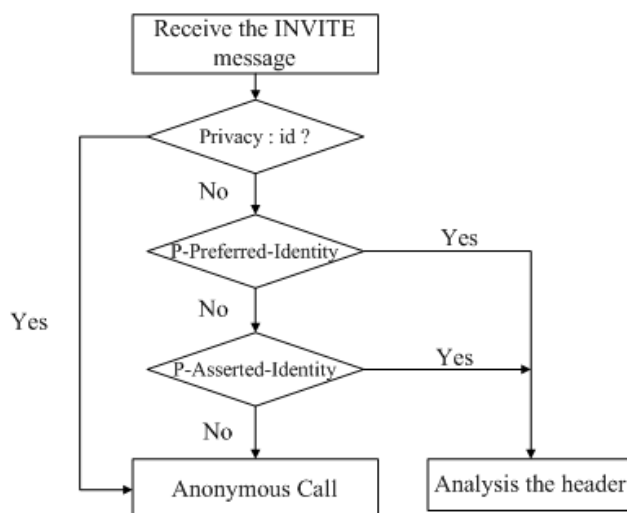 Receive the INVITE
message
Privacy : id ?
No
P-Preferred-Identity
Yes
No
Yes
P-Asserted-Identity
Yes
No
Anonymous Call
Analysis the header